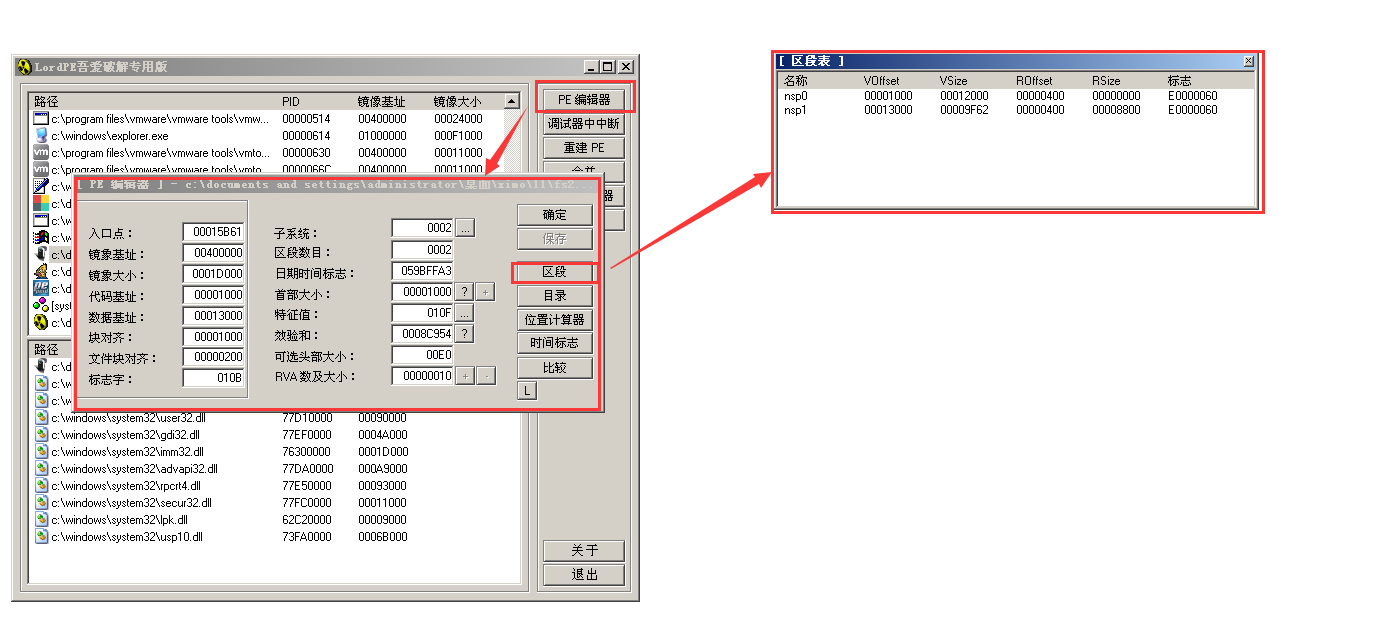 LordPE吾爱破解专用版
路径 PID 镜像基址 镜像大小
c:\program files\vmware\vmware tools\vmw... 00000514 00400000 00024000
c:\windows\explorer.exe 00000614 01000000 000F1000
c:\program files\vmware\vmware tools\vmto... 00000630 00400000 00011000
c:\program files\vmware\vmware tools\vmto... 0000066C 00400000 00011000
PE 编辑器
调试器中中断
重建 PE
合并
器
[ PE 编辑器 ] - c:\documents and settings\administrator\桌面\ximo\11\fs2...
入口点： 00015B61
镜象基址： 00400000
镜象大小： 0001D000
代码基址： 00001000
数据基址： 00013000
块对齐： 00001000
文件块对齐： 00000200
标志字： 010B
子系统： 0002 ...
区段数目： 0002
日期时间标志： 059BFFA3
首部大小： 00001000 ? +
特征值： 010F ...
效验和： 0008C954 ?
可选头部大小： 00E0
RVA 数及大小： 00000010 + -
确定
保存
区段
目录
位置计算器
时间标志
比较
L
c:\w
c:\d
c:\w
c:\w
c:\d
c:\d
c:\w
[syst
c:\d
路径
c:\d
c:\w
c:\w
c:\windows\system32\user32.dll 77D10000 00090000
c:\windows\system32\gdi32.dll 77EF0000 0004A000
c:\windows\system32\imm32.dll 76300000 0001D000
c:\windows\system32\advapi32.dll 77DA0000 000A9000
c:\windows\system32\rpcrt4.dll 77E50000 00093000
c:\windows\system32\secur32.dll 77FC0000 00011000
c:\windows\system32\lpk.dll 62C20000 00009000
c:\windows\system32\usp10.dll 73FA0000 0006B000
关于
退出
[ 区段表 ]
名称 VOffset VSize ROffset RSize 标志
nsp0 00001000 00012000 00000400 00000000 E0000060
nsp1 00013000 00009F62 00000400 00008800 E0000060